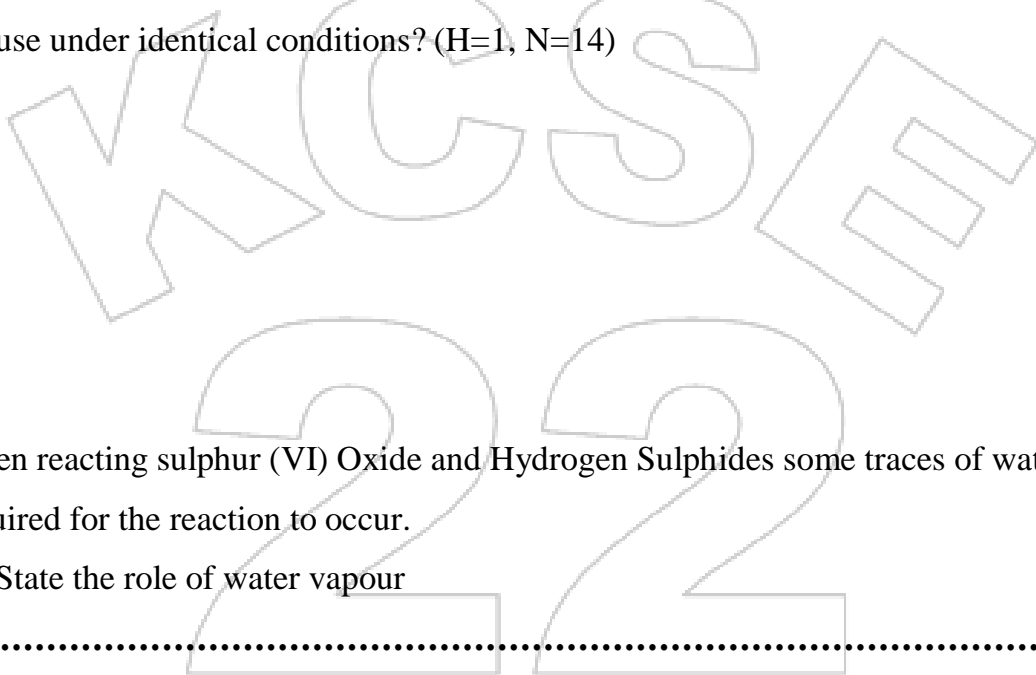 use under identical conditions? (H=1, N=14)
KCSE
en reacting sulphur (VI) Oxide and Hydrogen Sulphides some traces of wat
uired for the reaction to occur.
State the role of water vapour
22